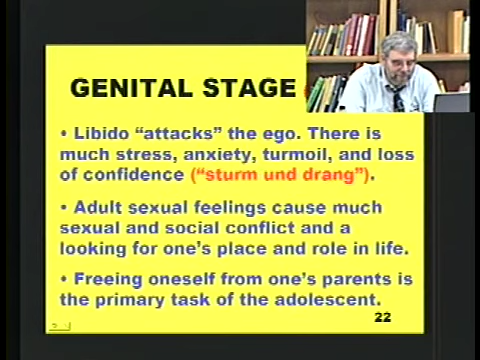 GENITAL STAGE
• Libido “attacks” the ego. There is
much stress, anxiety, turmoil, and loss
of confidence (“sturm und drang”).
• Adult sexual feelings cause much
sexual and social conflict and a
looking for one’s place and role in life.
• Freeing oneself from one’s parents is
the primary task of the adolescent.
22